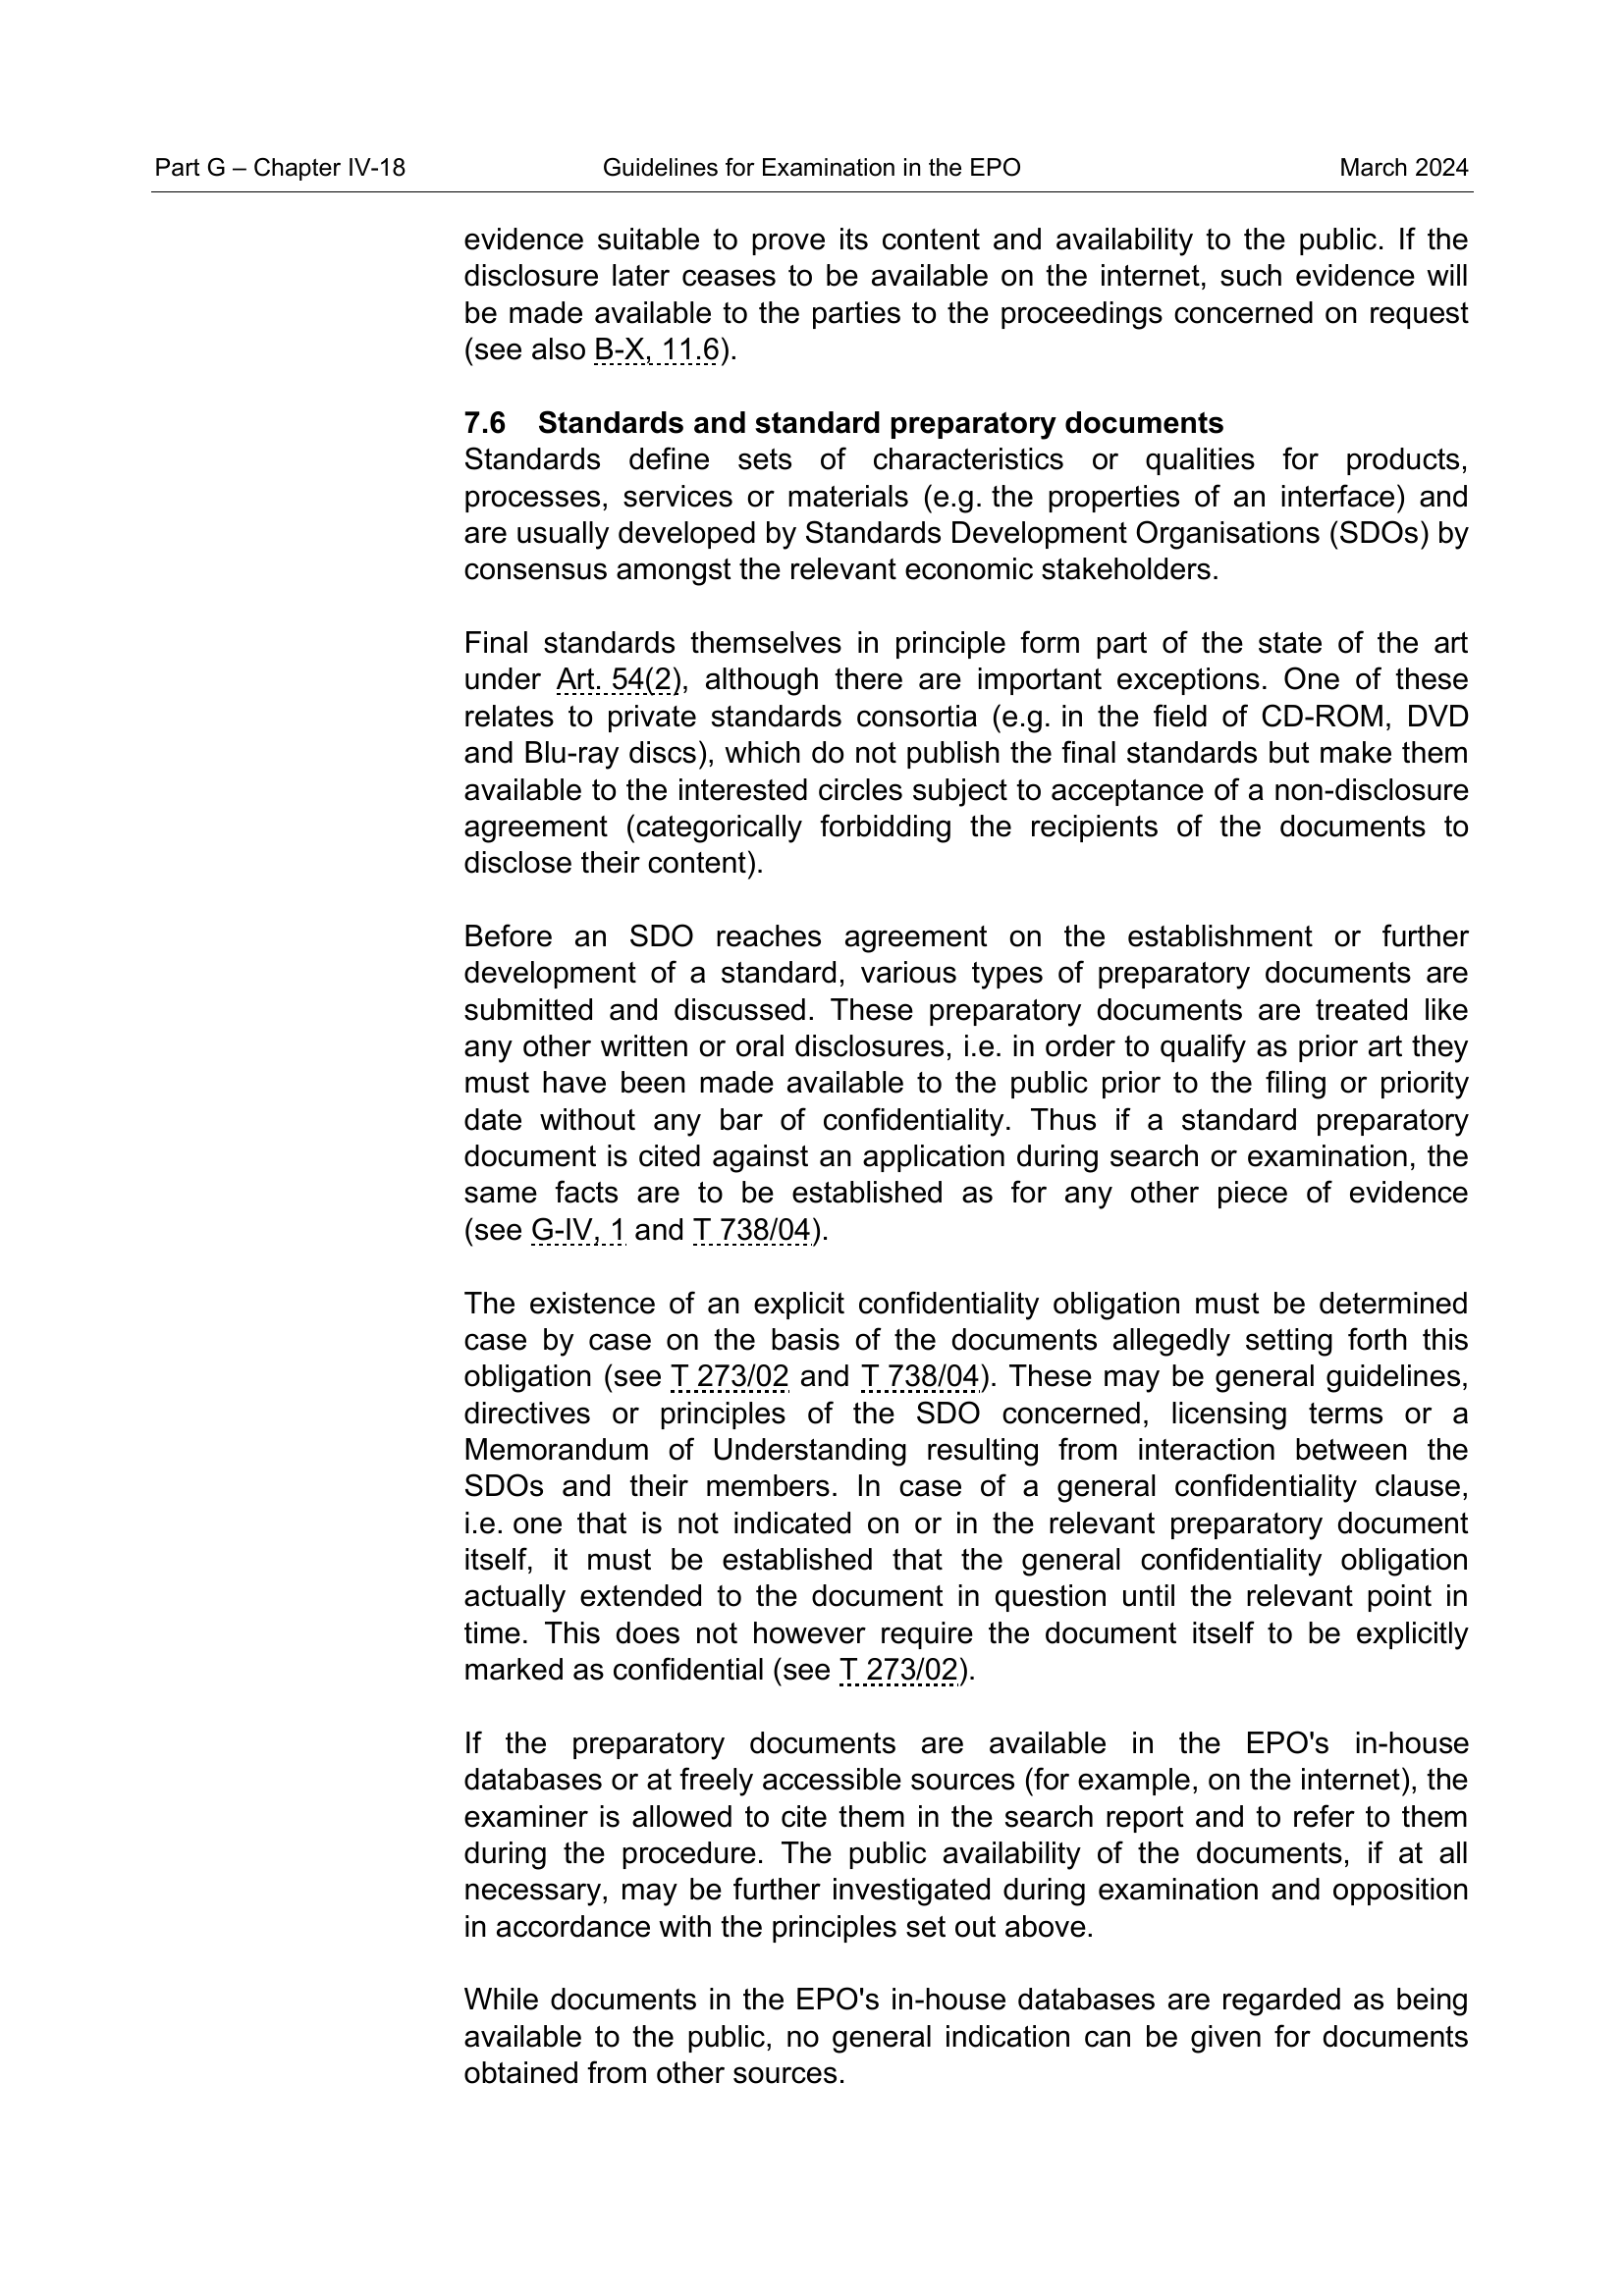 Part G – Chapter IV-18 Guidelines for Examination in the EPO March 2024
evidence suitable to prove its content and availability to the public. If the
disclosure later ceases to be available on the internet, such evidence will
be made available to the parties to the proceedings concerned on request
(see also B-X, 11.6).
7.6 Standards and standard preparatory documents
Standards define sets of characteristics or qualities for products,
processes, services or materials (e.g. the properties of an interface) and
are usually developed by Standards Development Organisations (SDOs) by
consensus amongst the relevant economic stakeholders.
Final standards themselves in principle form part of the state of the art
under Art. 54(2), although there are important exceptions. One of these
relates to private standards consortia (e.g. in the field of CD-ROM, DVD
and Blu-ray discs), which do not publish the final standards but make them
available to the interested circles subject to acceptance of a non-disclosure
agreement (categorically forbidding the recipients of the documents to
disclose their content).
Before an SDO reaches agreement on the establishment or further
development of a standard, various types of preparatory documents are
submitted and discussed. These preparatory documents are treated like
any other written or oral disclosures, i.e. in order to qualify as prior art they
must have been made available to the public prior to the filing or priority
date without any bar of confidentiality. Thus if a standard preparatory
document is cited against an application during search or examination, the
same facts are to be established as for any other piece of evidence
(see G-IV, 1 and T 738/04).
The existence of an explicit confidentiality obligation must be determined
case by case on the basis of the documents allegedly setting forth this
obligation (see T 273/02 and T 738/04). These may be general guidelines,
directives or principles of the SDO concerned, licensing terms or a
Memorandum of Understanding resulting from interaction between the
SDOs and their members. In case of a general confidentiality clause,
i.e. one that is not indicated on or in the relevant preparatory document
itself, it must be established that the general confidentiality obligation
actually extended to the document in question until the relevant point in
time. This does not however require the document itself to be explicitly
marked as confidential (see T 273/02).
If the preparatory documents are available in the EPO's in-house
databases or at freely accessible sources (for example, on the internet), the
examiner is allowed to cite them in the search report and to refer to them
during the procedure. The public availability of the documents, if at all
necessary, may be further investigated during examination and opposition
in accordance with the principles set out above.
While documents in the EPO's in-house databases are regarded as being
available to the public, no general indication can be given for documents
obtained from other sources.